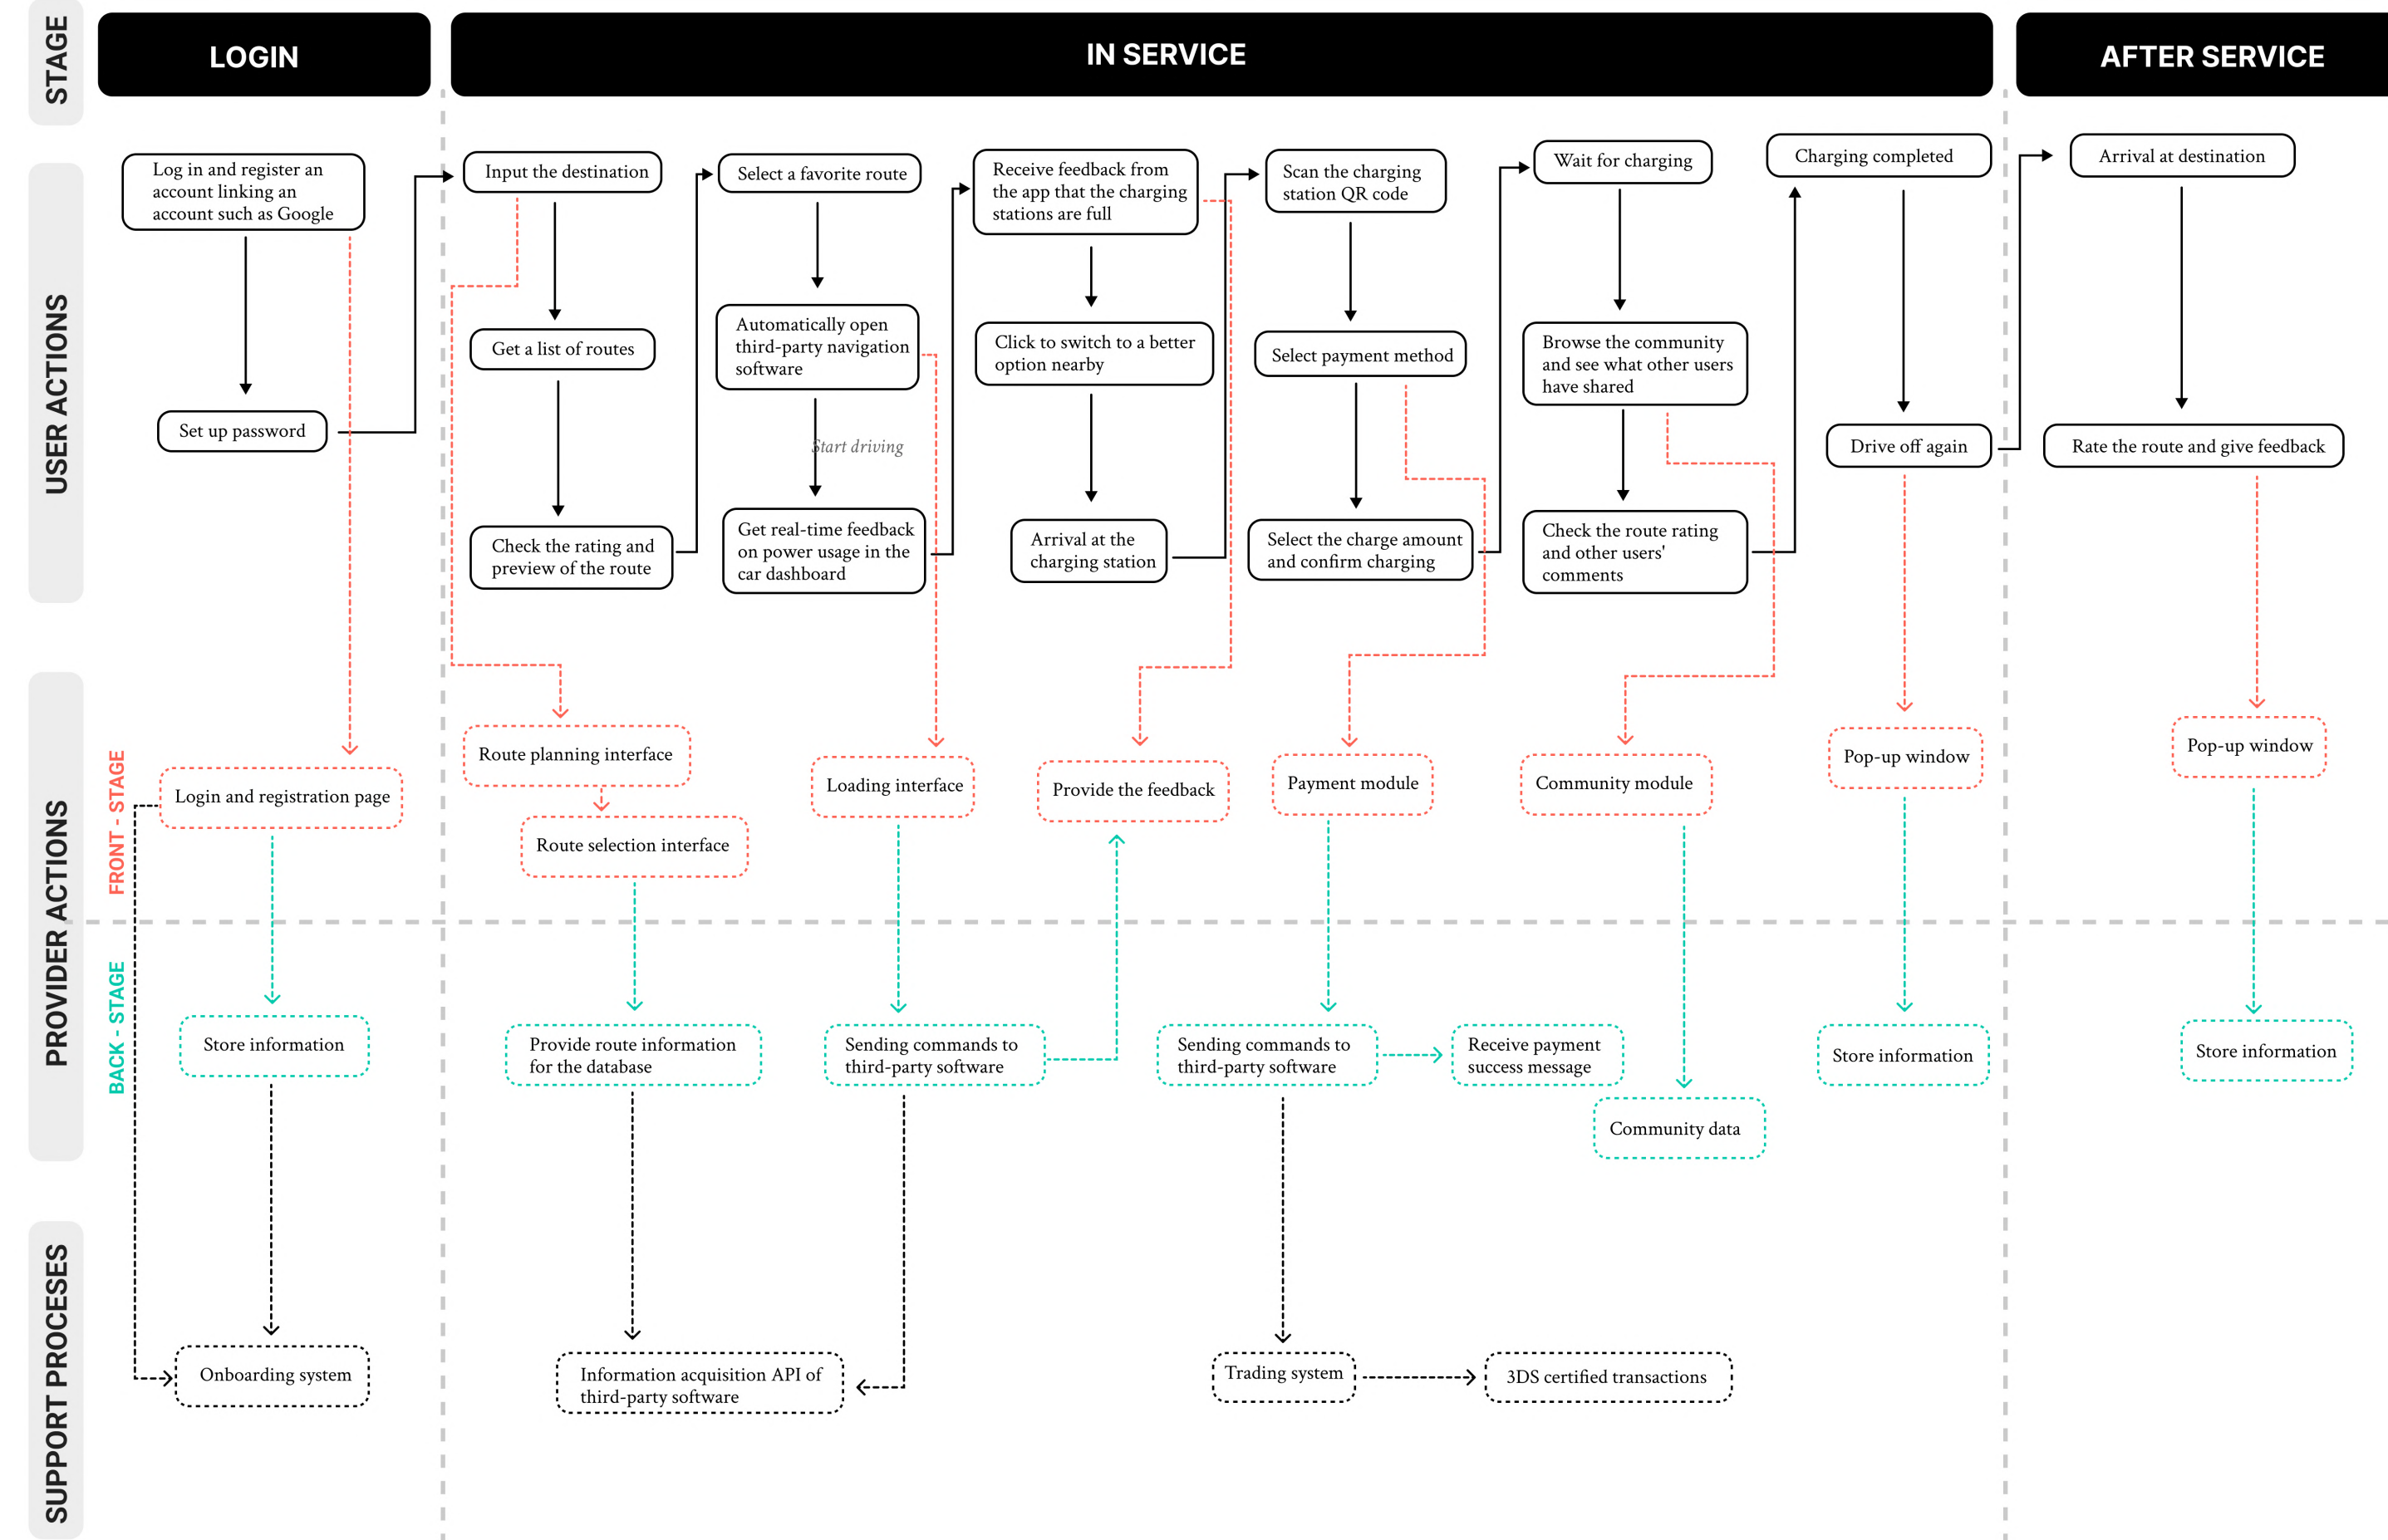 STAGE
LOGIN
IN SERVICE
AFTER SERVICE
USER ACTIONS
Log in and register an
account linking an
account such as Google
Set up password
Input the destination
Get a list of routes
Check the rating and
preview of the route
Select a favorite route
Automatically open
third-party navigation
software
Start driving
Get real-time feedback
on power usage in the
car dashboard
Receive feedback from
the app that the charging
stations are full
Click to switch to a better
option nearby
Arrival at the
charging station
Scan the charging
station QR code
Select payment method
Select the charge amount
and confirm charging
Wait for charging
Browse the community
and see what other users
have shared
Check the route rating
and other users'
comments
Charging completed
Drive off again
Arrival at destination
Rate the route and give feedback
PROVIDER ACTIONS
FRONT - STAGE
Login and registration page
Route planning interface
Route selection interface
Loading interface
Provide the feedback
Payment module
Community module
Pop-up window
Pop-up window
BACK - STAGE
Store information
Provide route information
for the database
Sending commands to
third-party software
Sending commands to
third-party software
Receive payment
success message
Community data
Store information
Store information
SUPPORT PROCESSES
Onboarding system
Information acquisition API of
third-party software
Trading system
3DS certified transactions